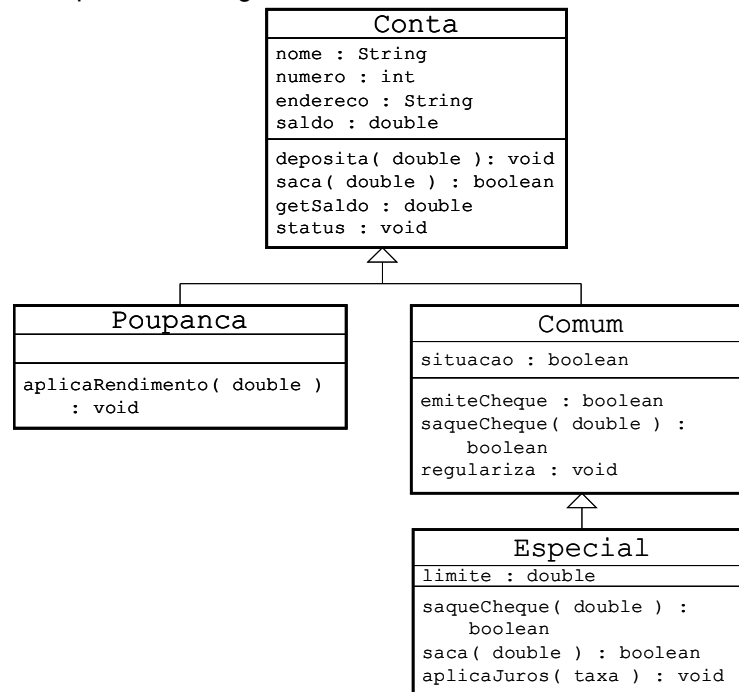 Conta
nome : String
numero : int
endereco : String
saldo : double
deposita( double ): void
saca( double ) : boolean
getSaldo : double
status : void
Poupanca
aplicaRendimento( double )
: void
Comum
situacao : boolean
emiteCheque : boolean
saqueCheque( double ) :
boolean
regulariza : void
Especial
limite : double
saqueCheque( double ) :
boolean
saca( double ) : boolean
aplicaJuros( taxa ) : void